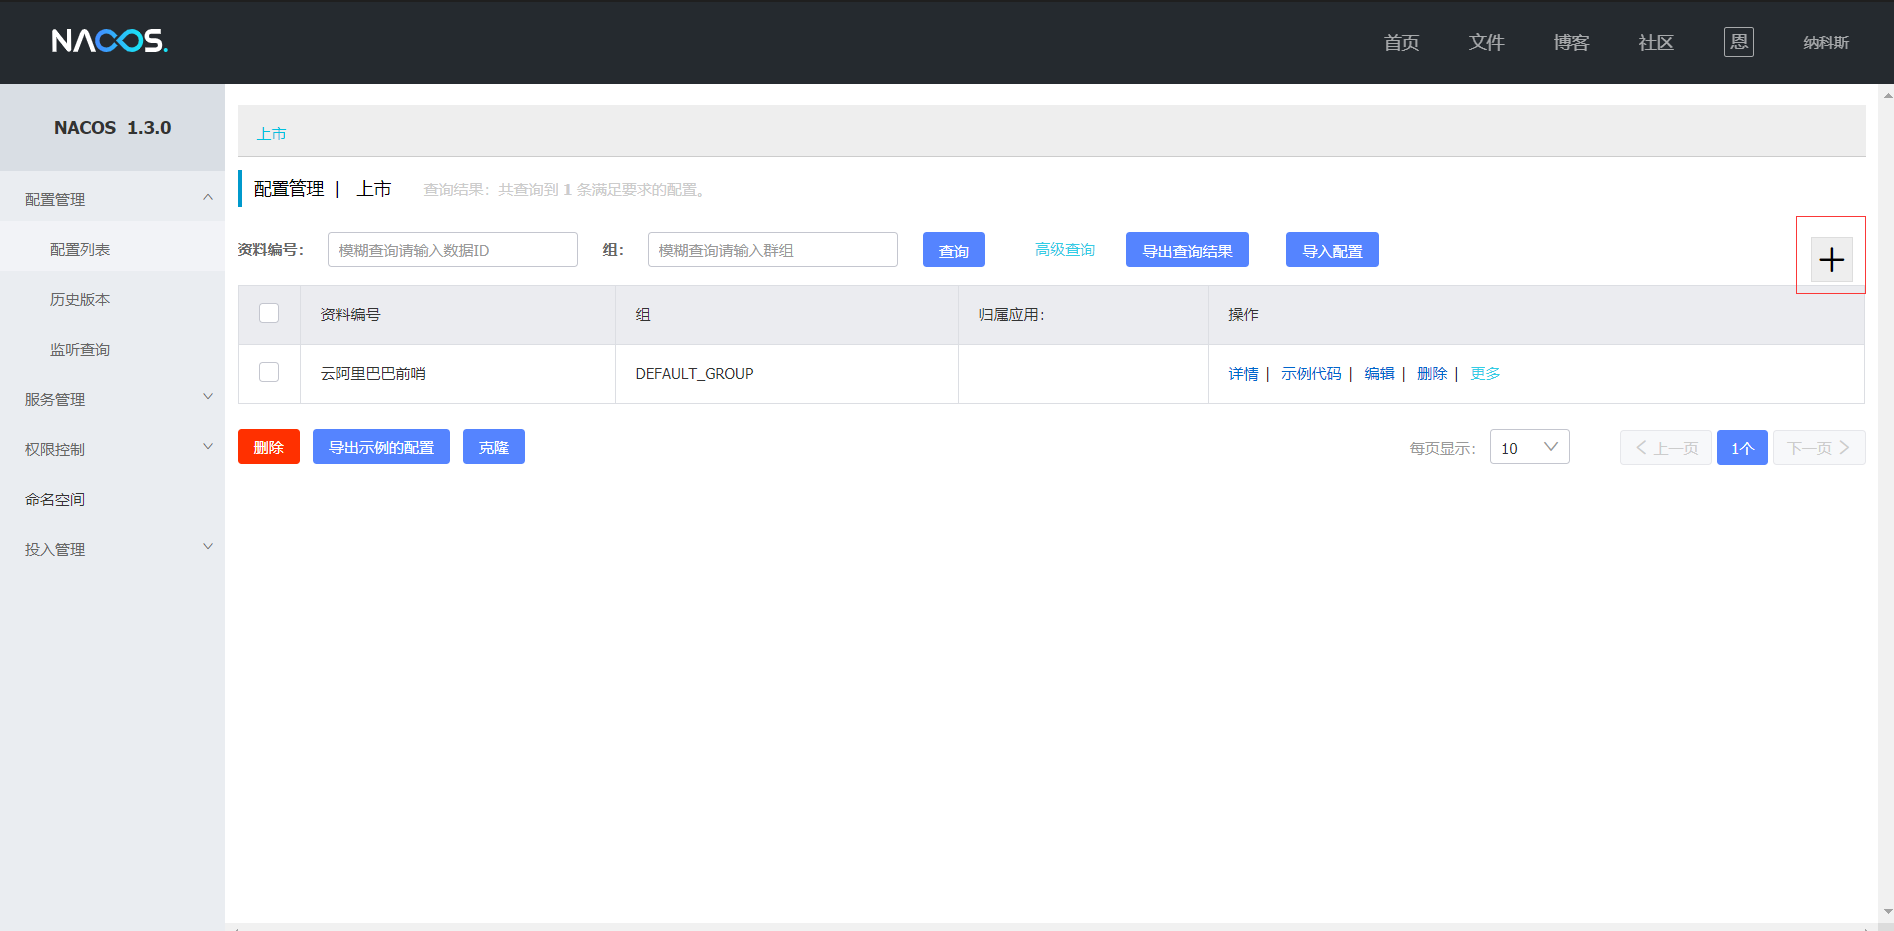 NACOS.
首页 文件 博客 社区 恩 纳科斯
NACOS 1.3.0
配置管理
配置列表
历史版本
监听查询
服务管理
权限控制
命名空间
投入管理
上市
配置管理 | 上市 查询结果：共查询到 1 条满足要求的配置。
资料编号： 模糊查询请输入数据ID 组： 模糊查询请输入群组 查询 高级查询 导出查询结果 导入配置
资料编号 组 归属应用： 操作
云阿里巴巴前哨 DEFAULT_GROUP 详情 | 示例代码 | 编辑 | 删除 | 更多
删除 导出示例的配置 克隆 每页显示： 10 上一页 1个 下一页